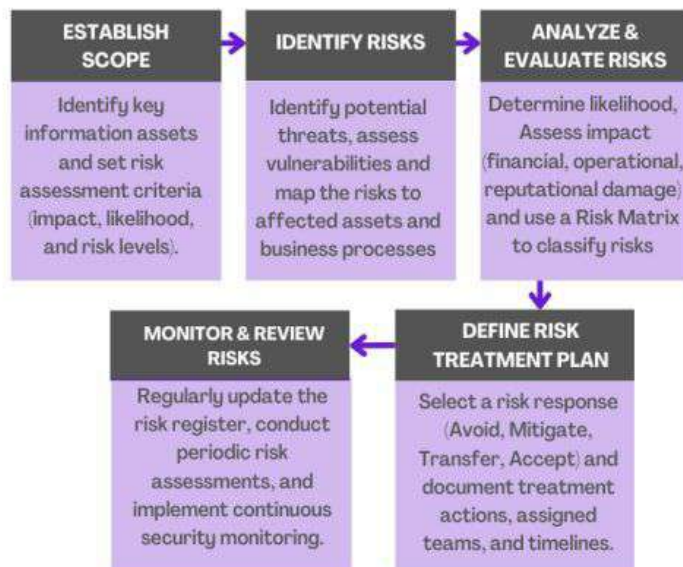 ESTABLISH
SCOPE
Identify key
information assets
and set risk
assessment criteria
(impact, likelihood,
and risk levels).
IDENTIFY RISKS
Identify potential
threats, assess
vulnerabilities and
map the risks to
affected assets and
business processes
ANALYZE &
EVALUATE RISKS
Determine likelihood,
Assess impact
(financial, operational,
reputational damage)
and use a Risk Matrix
to classify risks
DEFINE RISK
TREATMENT PLAN
Select a risk response
(Avoid, Mitigate,
Transfer, Accept) and
document treatment
actions, assigned
teams, and timelines.
MONITOR & REVIEW
RISKS
Regularly update the
risk register, conduct
periodic risk
assessments, and
implement continuous
security monitoring.